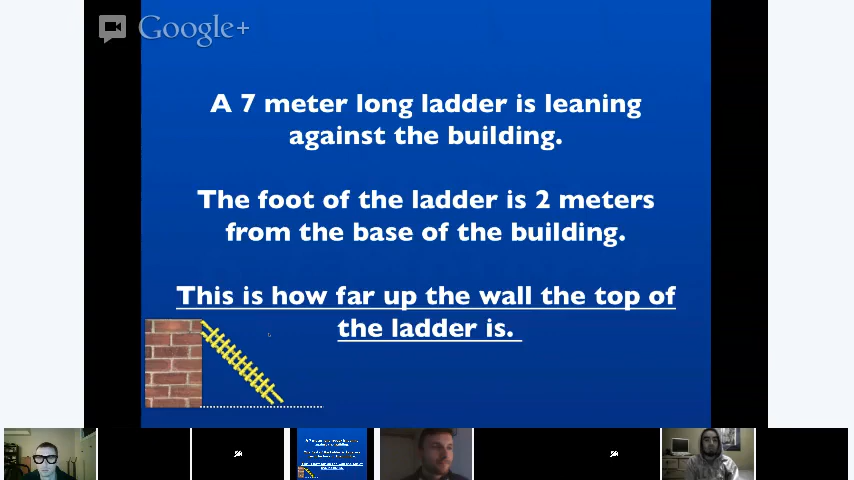 Google+
A 7 meter long ladder is leaning
against the building.
The foot of the ladder is 2 meters
from the base of the building.
This is how far up the wall the top of
the ladder is.